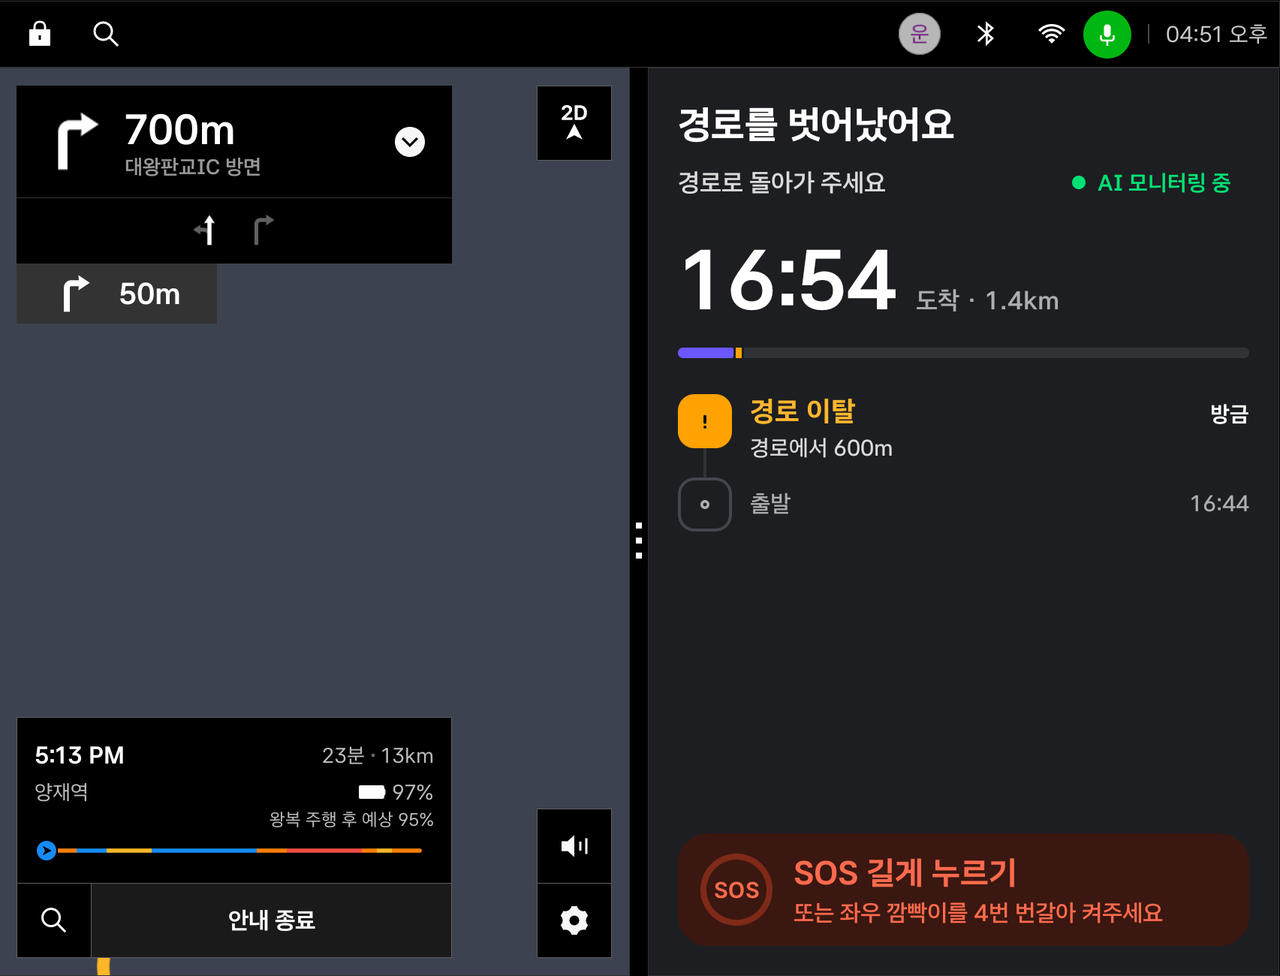 운
04:51 오후
700m
대왕판교IC 방면
50m
2D
5:13 PM
23분 · 13km
양재역
97%
왕복 주행 후 예상 95%
안내 종료
경로를 벗어났어요
경로로 돌아가 주세요
AI 모니터링 중
16:54 도착 · 1.4km
!
경로 이탈
방금
경로에서 600m
출발
16:44
SOS
SOS 길게 누르기
또는 좌우 깜빡이를 4번 번갈아 켜주세요